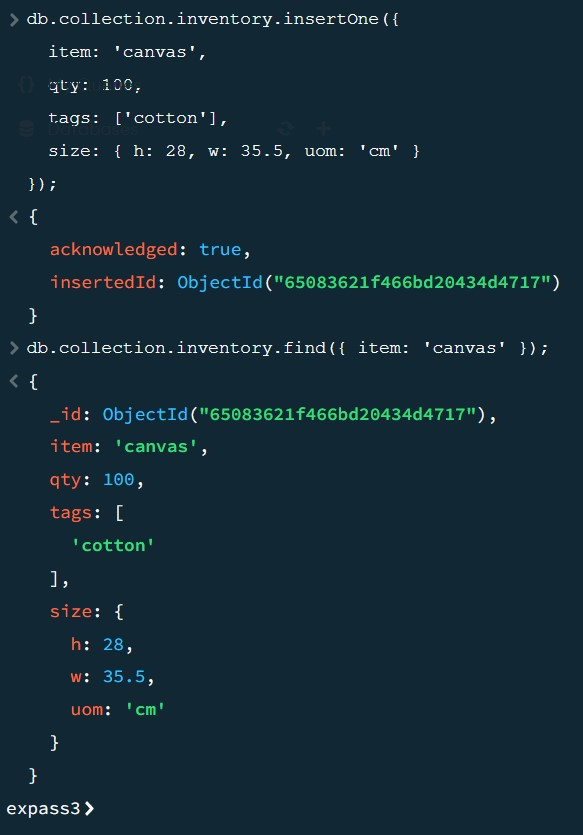 > db.collection.inventory.insertOne({
item: 'canvas',
qty: 100,
tags: ['cotton'],
size: { h: 28, w: 35.5, uom: 'cm' }
});
< {
acknowledged: true,
insertedId: ObjectId("65083621f466bd20434d4717")
}
> db.collection.inventory.find({ item: 'canvas' });
< {
_id: ObjectId("65083621f466bd20434d4717"),
item: 'canvas',
qty: 100,
tags: [
'cotton'
],
size: {
h: 28,
w: 35.5,
uom: 'cm'
}
}
expass3>